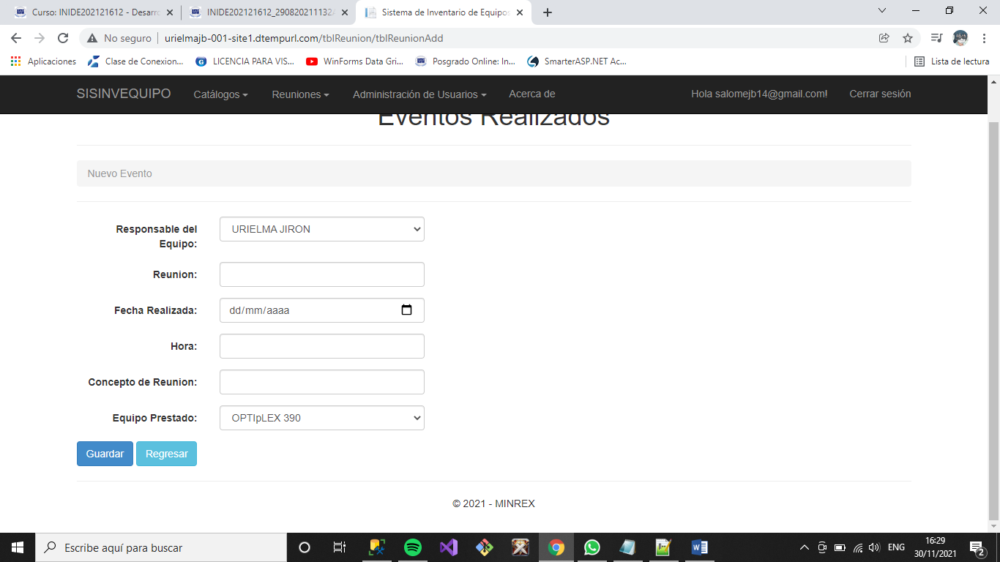 Curso: INIDE202121612 - Desarro
INIDE202121612_2908202111324
Sistema de Inventario de Equipos
No seguro
urielmajb-001-site1.dtempurl.com/tblReunion/tblReunionAdd
Aplicaciones
Clase de Conexion...
LICENCIA PARA VIS...
WinForms Data Gri...
Posgrado Online: In...
SmarterASP.NET Ac...
Lista de lectura
SISINVEQUIPO
Catálogos
Reuniones
Administración de Usuarios
Acerca de
Hola salomejb14@gmail.com!
Cerrar sesión
Eventos Realizados
Nuevo Evento
Responsable del
Equipo:
URIELMA JIRON
Reunion:
Fecha Realizada:
dd/mm/aaaa
Hora:
Concepto de Reunion:
Equipo Prestado:
OPTIpLEX 390
Guardar
Regresar
© 2021 - MINREX
Escribe aquí para buscar
ENG
16:29
30/11/2021
2